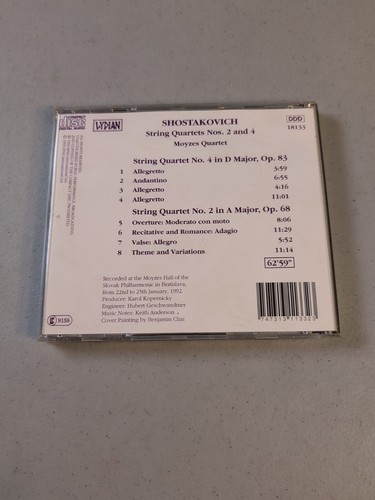 LYDIAN
SHOSTAKOVICH
String Quartets Nos. 2 and 4
Moyzes Quartet
DDD
18133
String Quartet No. 4 in D Major, Op. 83
1 Allegretto 3:59
2 Andantino 6:55
3 Allegretto 4:16
4 Allegretto 11:01
String Quartet No. 2 in A Major, Op. 68
5 Overture: Moderato con moto 8:06
6 Recitative and Romance: Adagio 11:29
7 Valse: Allegro 5:52
8 Theme and Variations 11:14
62'59"
Recorded at the Moyzes Hall of the
Slovak Philharmonic in Bratislava,
from 22nd to 25th January, 1992
Producer: Karol Kopernicky
Engineer: Hubert Geschwandtner
Music Notes: Keith Anderson
Cover Painting by Benjamin Chai
9158